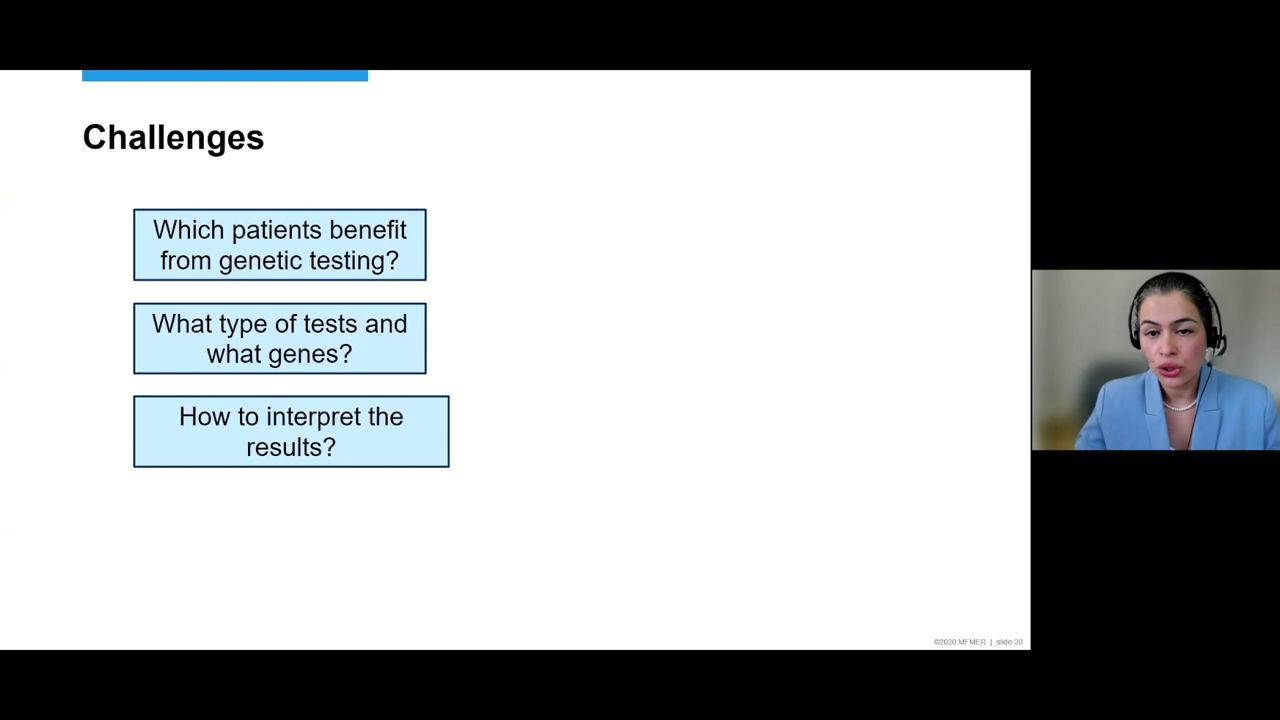 Challenges
Which patients benefit
from genetic testing?
What type of tests and
what genes?
How to interpret the
results?
©2020 MFMER | slide-20